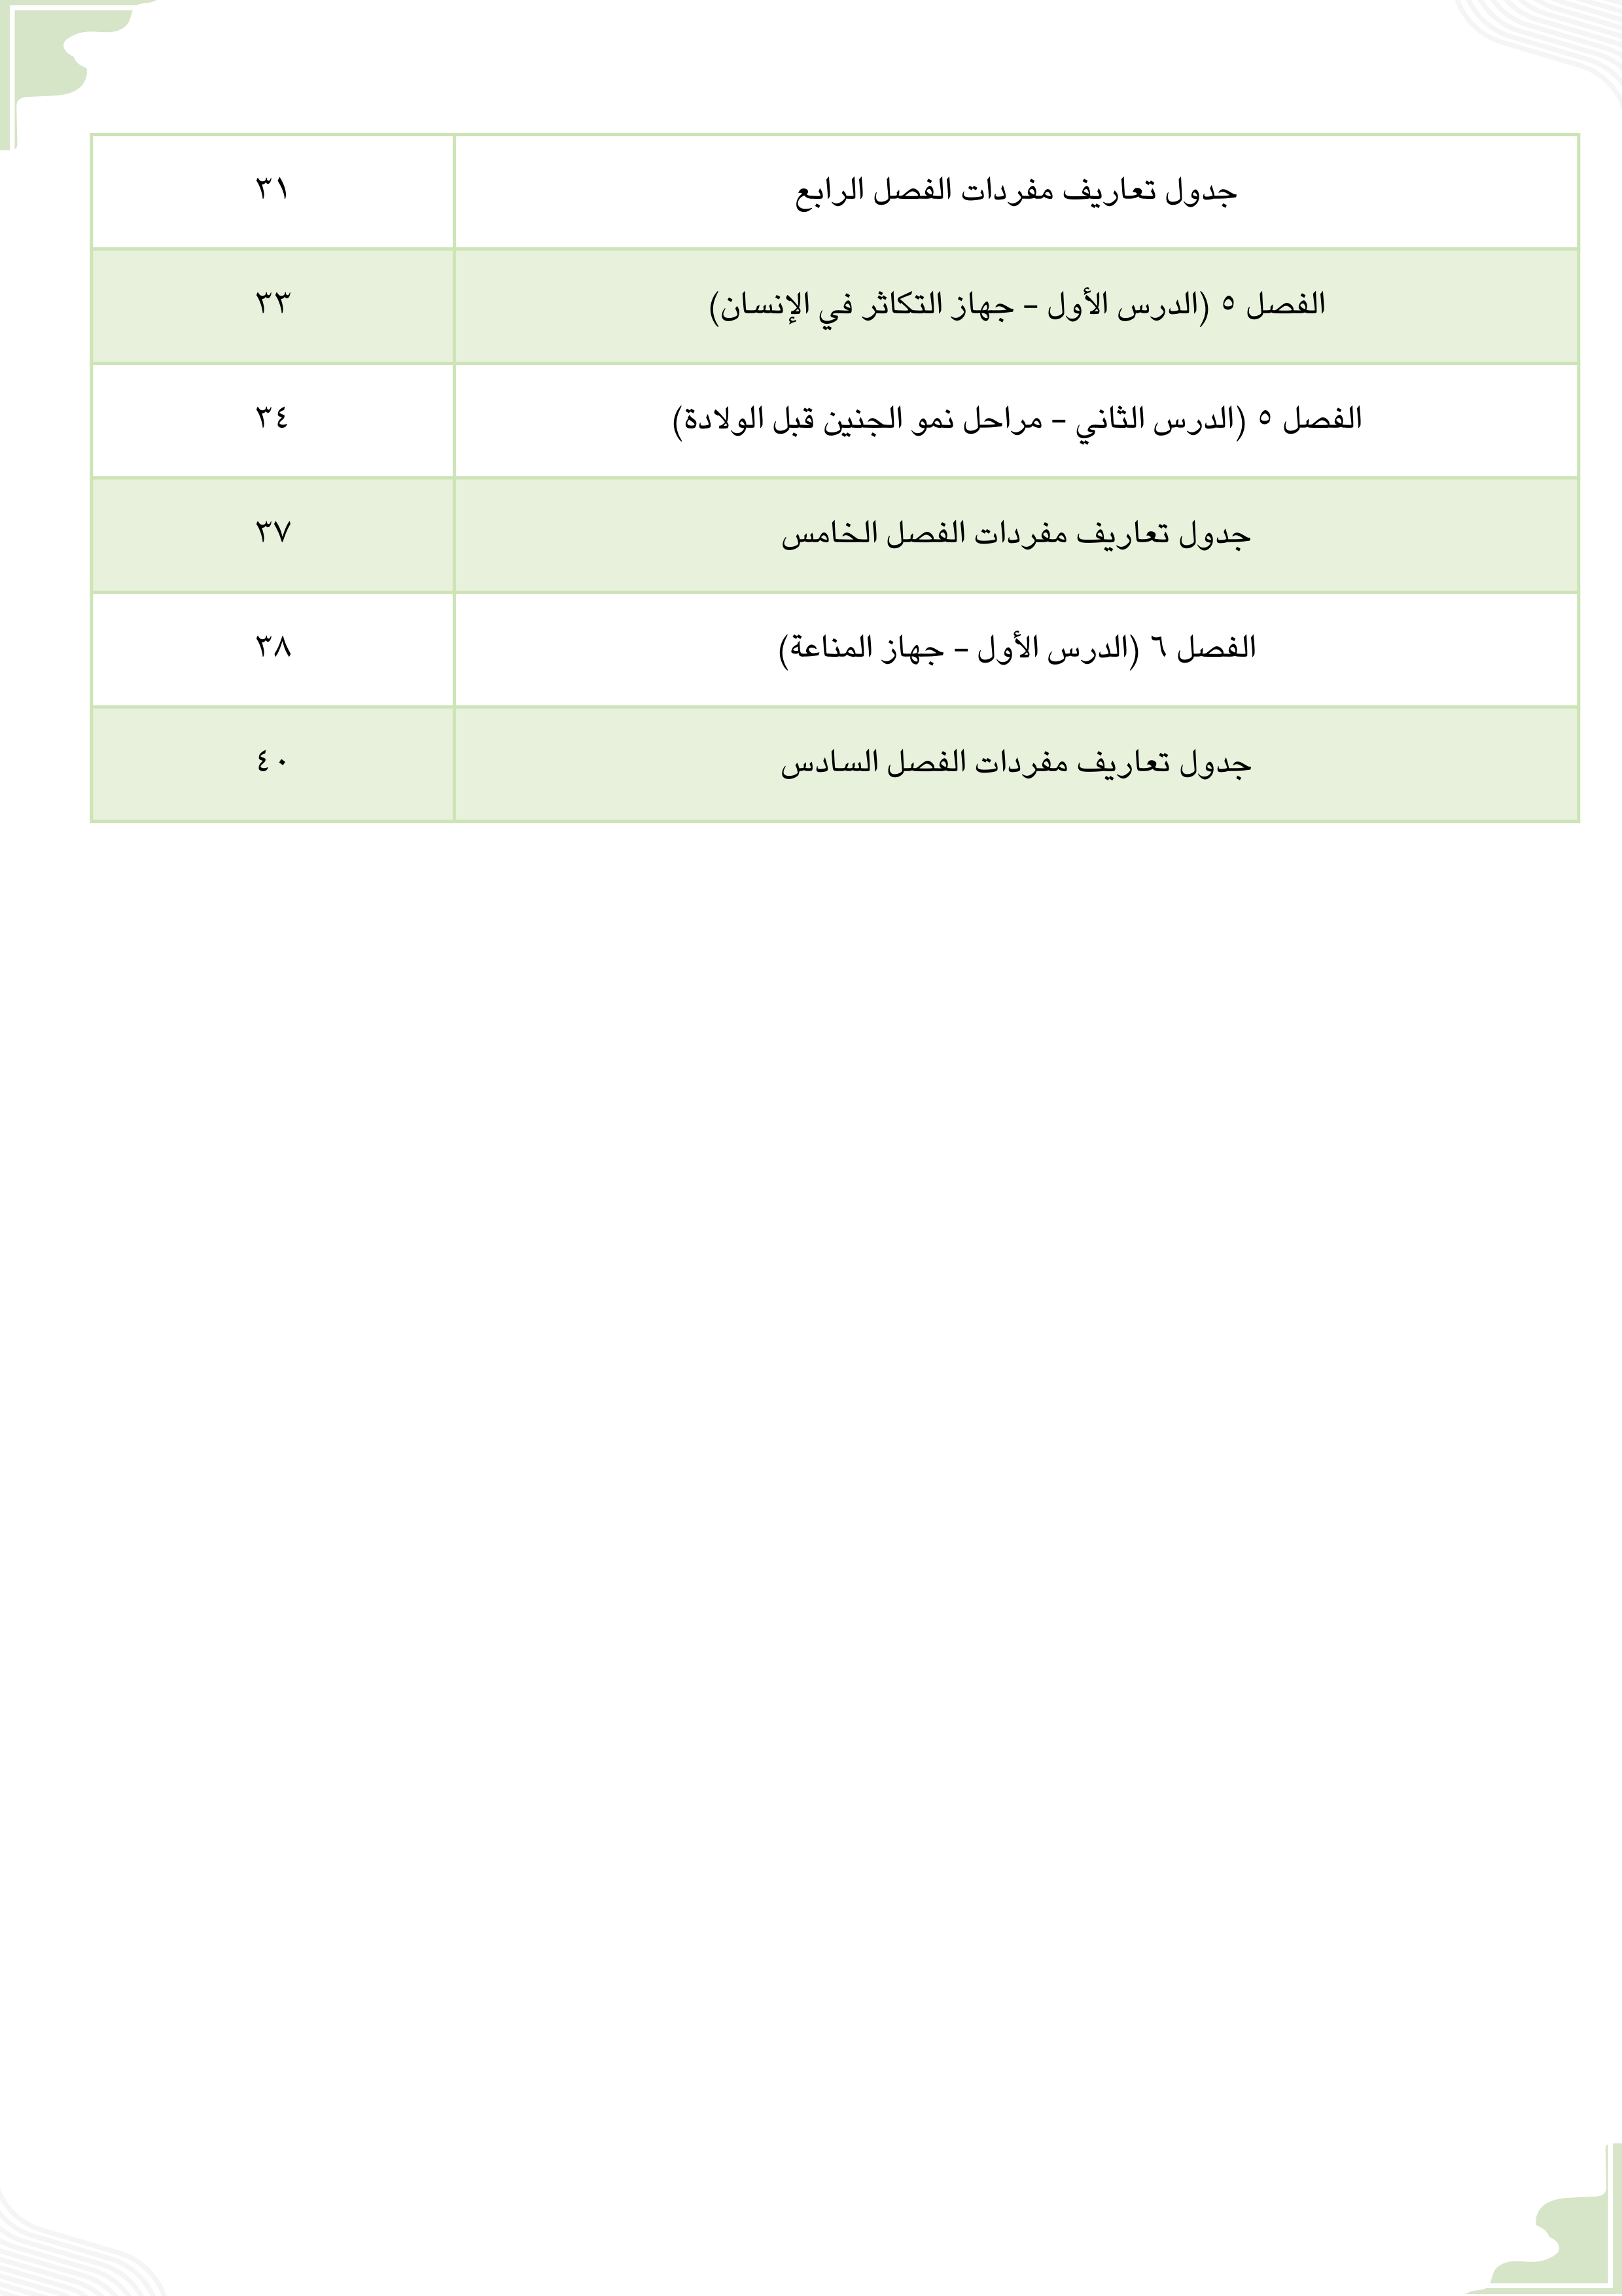 جدول تعاريف مفردات الفصل الرابع ٣١
الفصل ٥ (الدرس الأول – جهاز التكاثر في الإنسان) ٣٣
الفصل ٥ (الدرس الثاني – مراحل نمو الجنين قبل الولادة) ٣٤
جدول تعاريف مفردات الفصل الخامس ٣٧
الفصل ٦ (الدرس الأول – جهاز المناعة) ٣٨
جدول تعاريف مفردات الفصل السادس ٤٠